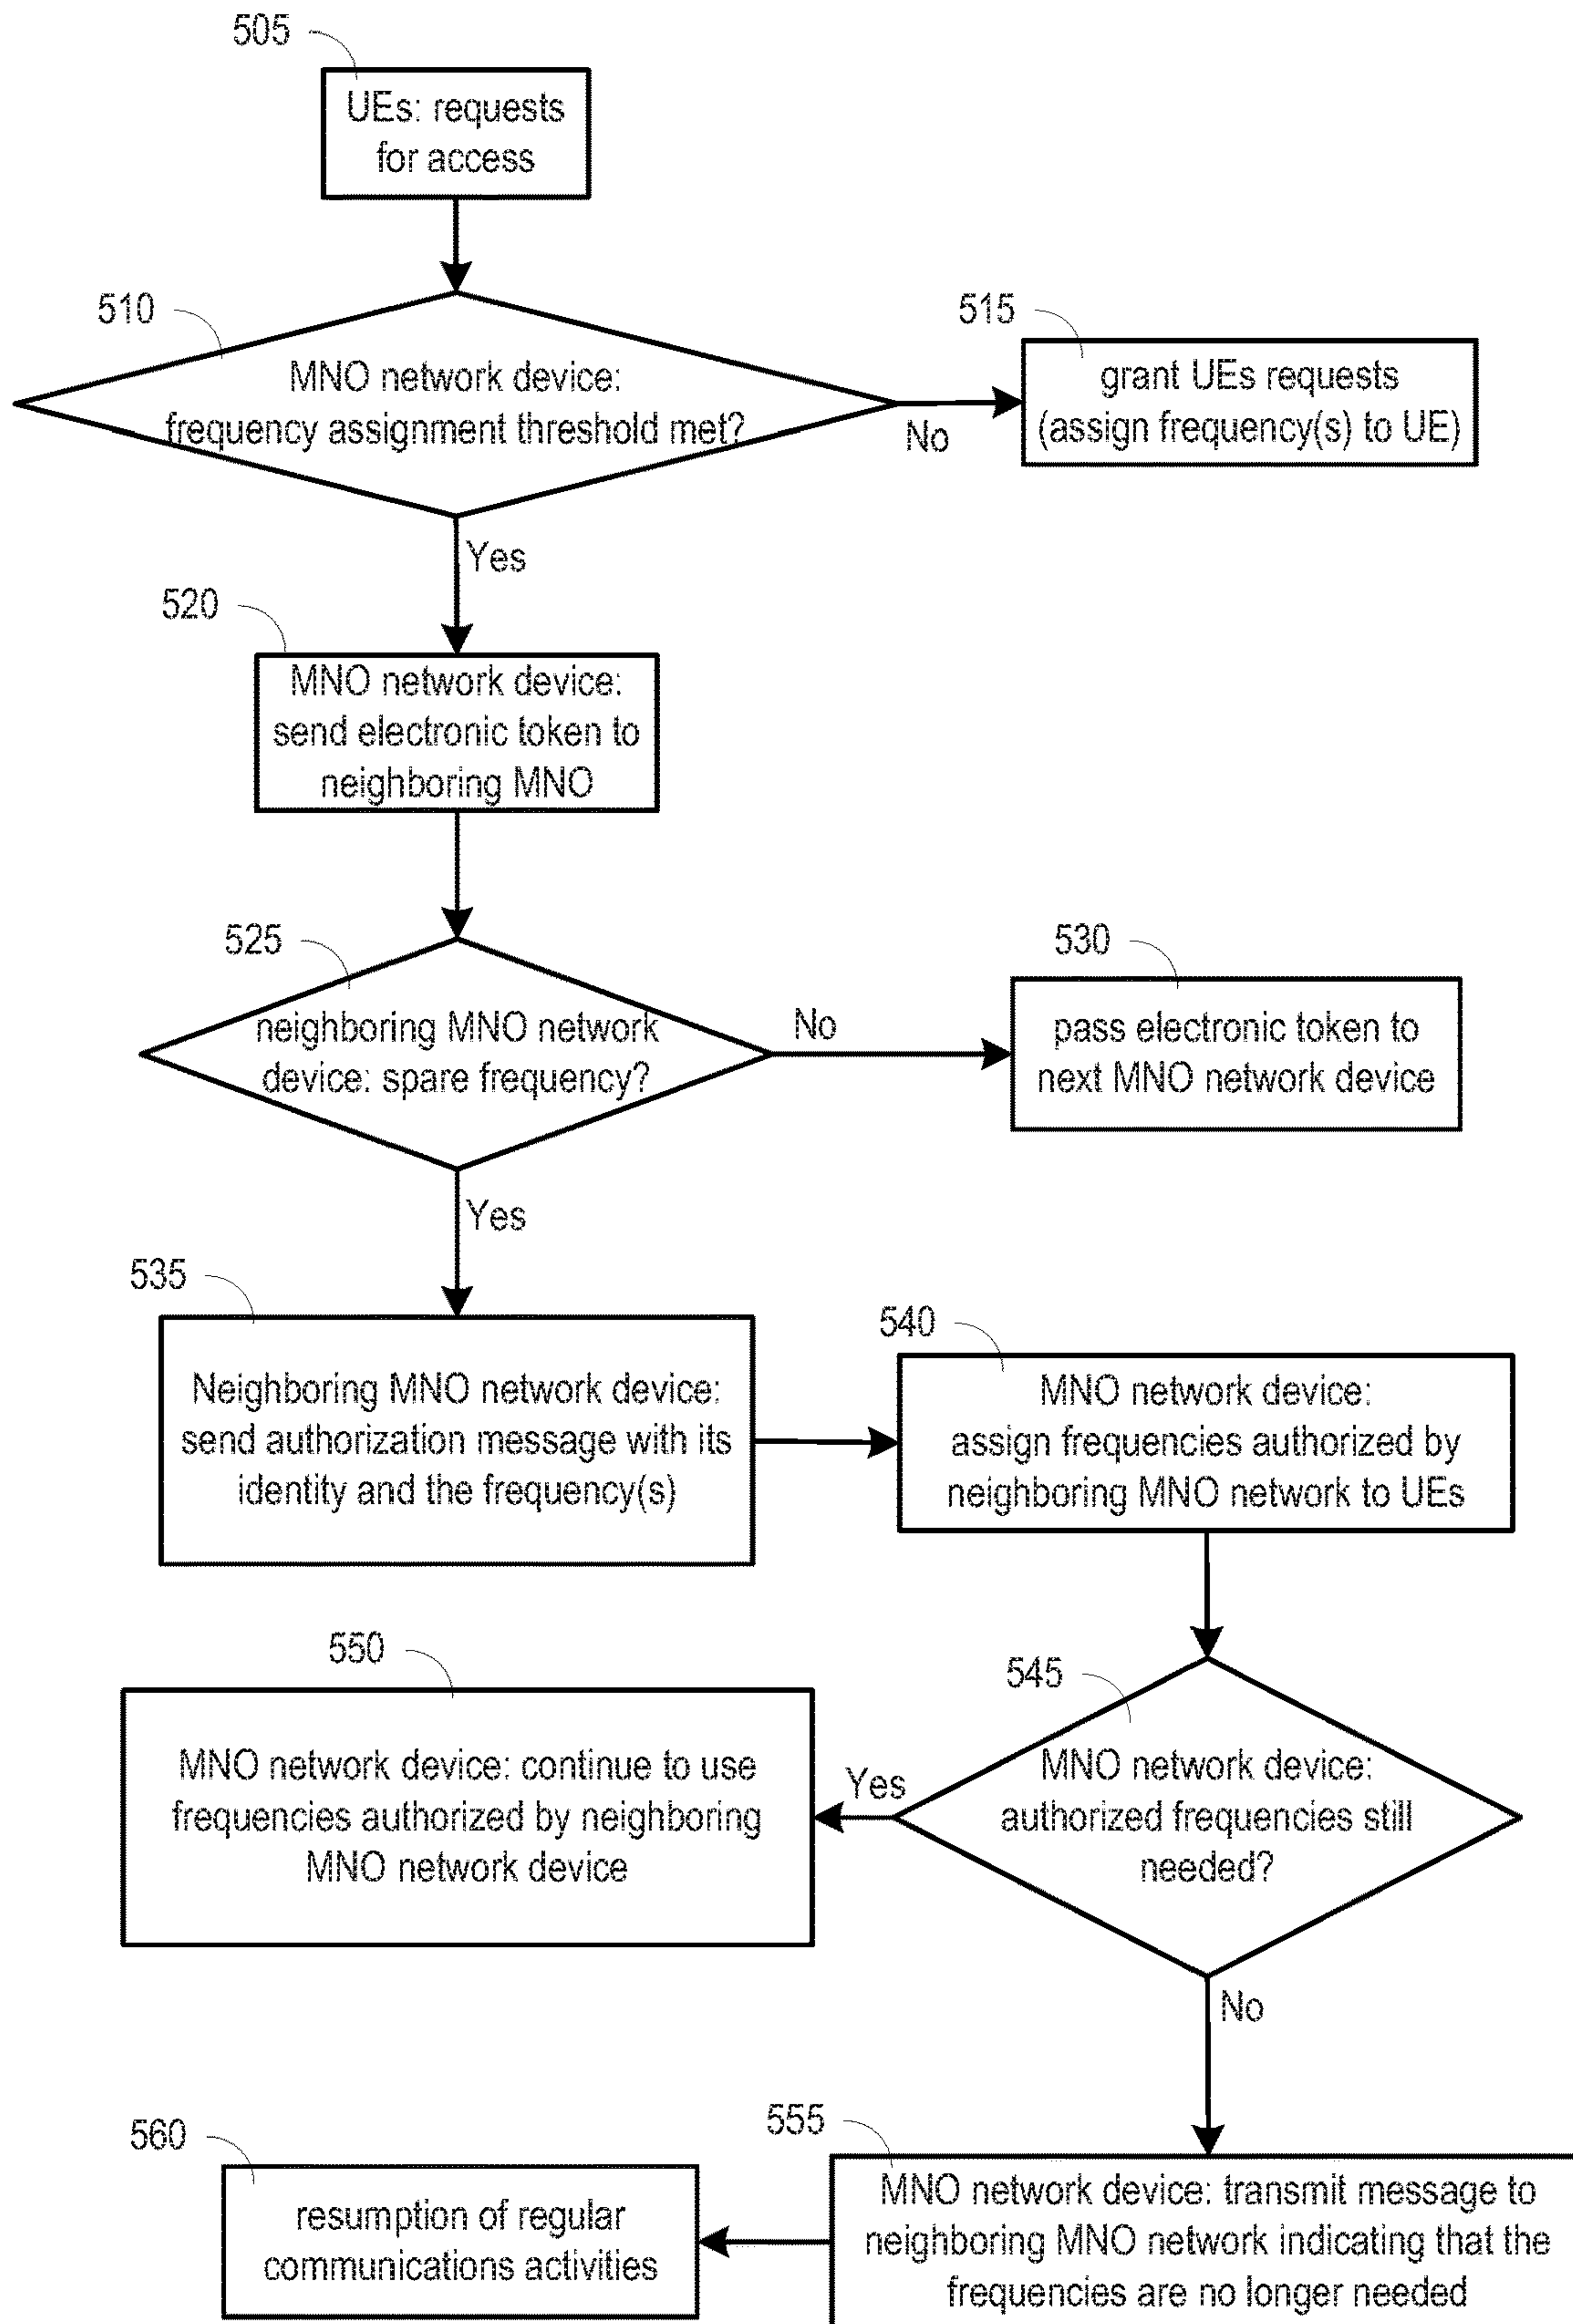 505
UEs: requests
for access
510
MNO network device:
frequency assignment threshold met?
No
515
grant UEs requests
(assign frequency(s) to UE)
Yes
520
MNO network device:
send electronic token to
neighboring MNO
525
neighboring MNO network
device: spare frequency?
No
530
pass electronic token to
next MNO network device
Yes
535
Neighboring MNO network device:
send authorization message with its
identity and the frequency(s)
540
MNO network device:
assign frequencies authorized by
neighboring MNO network to UEs
545
MNO network device:
authorized frequencies still
needed?
Yes
550
MNO network device: continue to use
frequencies authorized by neighboring
MNO network device
No
555
MNO network device: transmit message to
neighboring MNO network indicating that the
frequencies are no longer needed
560
resumption of regular
communications activities